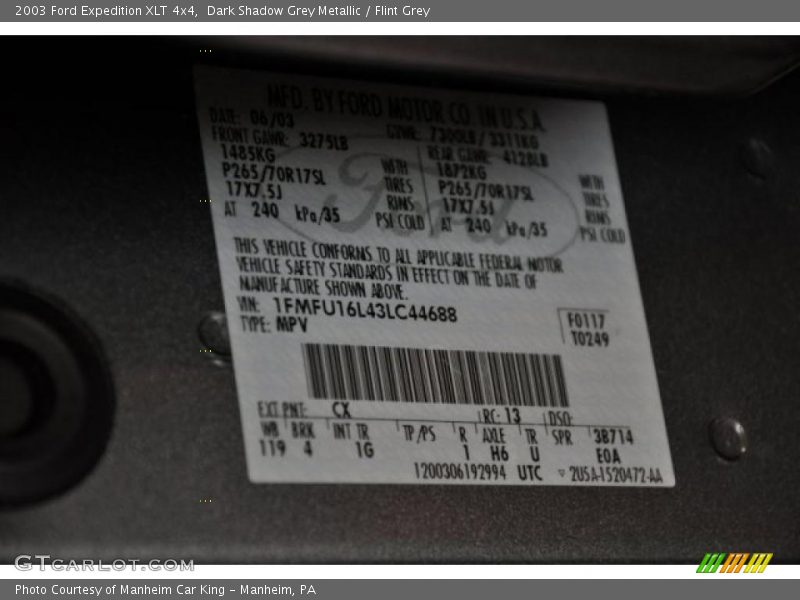 2003 Ford Expedition XLT 4x4,  Dark Shadow Grey Metallic / Flint Grey
MFD. BY FORD MOTOR CO. IN U.S.A.
DATE: 06/03 GVWR: 7300LB/ 3311KG
FRONT GAWR: 3275LB REAR GAWR: 4128LB
1485KG WITH 1872KG WITH
P265/70R17SL TIRES P265/70R17SL TIRES
17X7.5J RIMS 17X7.5J RIMS
AT 240 kPa/35 PSI COLD AT 240 kPa/35 PSI COLD
Ford
THIS VEHICLE CONFORMS TO ALL APPLICABLE FEDERAL MOTOR
VEHICLE SAFETY STANDARDS IN EFFECT ON THE DATE OF
MANUFACTURE SHOWN ABOVE.
VIN: 1FMFU16L43LC44688
TYPE: MPV
F0117
T0249
EXT PNT: CX RC: 13 DSO:
WB BRK INT TR TP/PS R AXLE TR SPR 3B714
119 4 1G 1 H6 U E0A
1200306192994 UTC ▽ 2U5A-1520472-AA
GTCARLOT.COM
Photo Courtesy of Manheim Car King – Manheim, PA